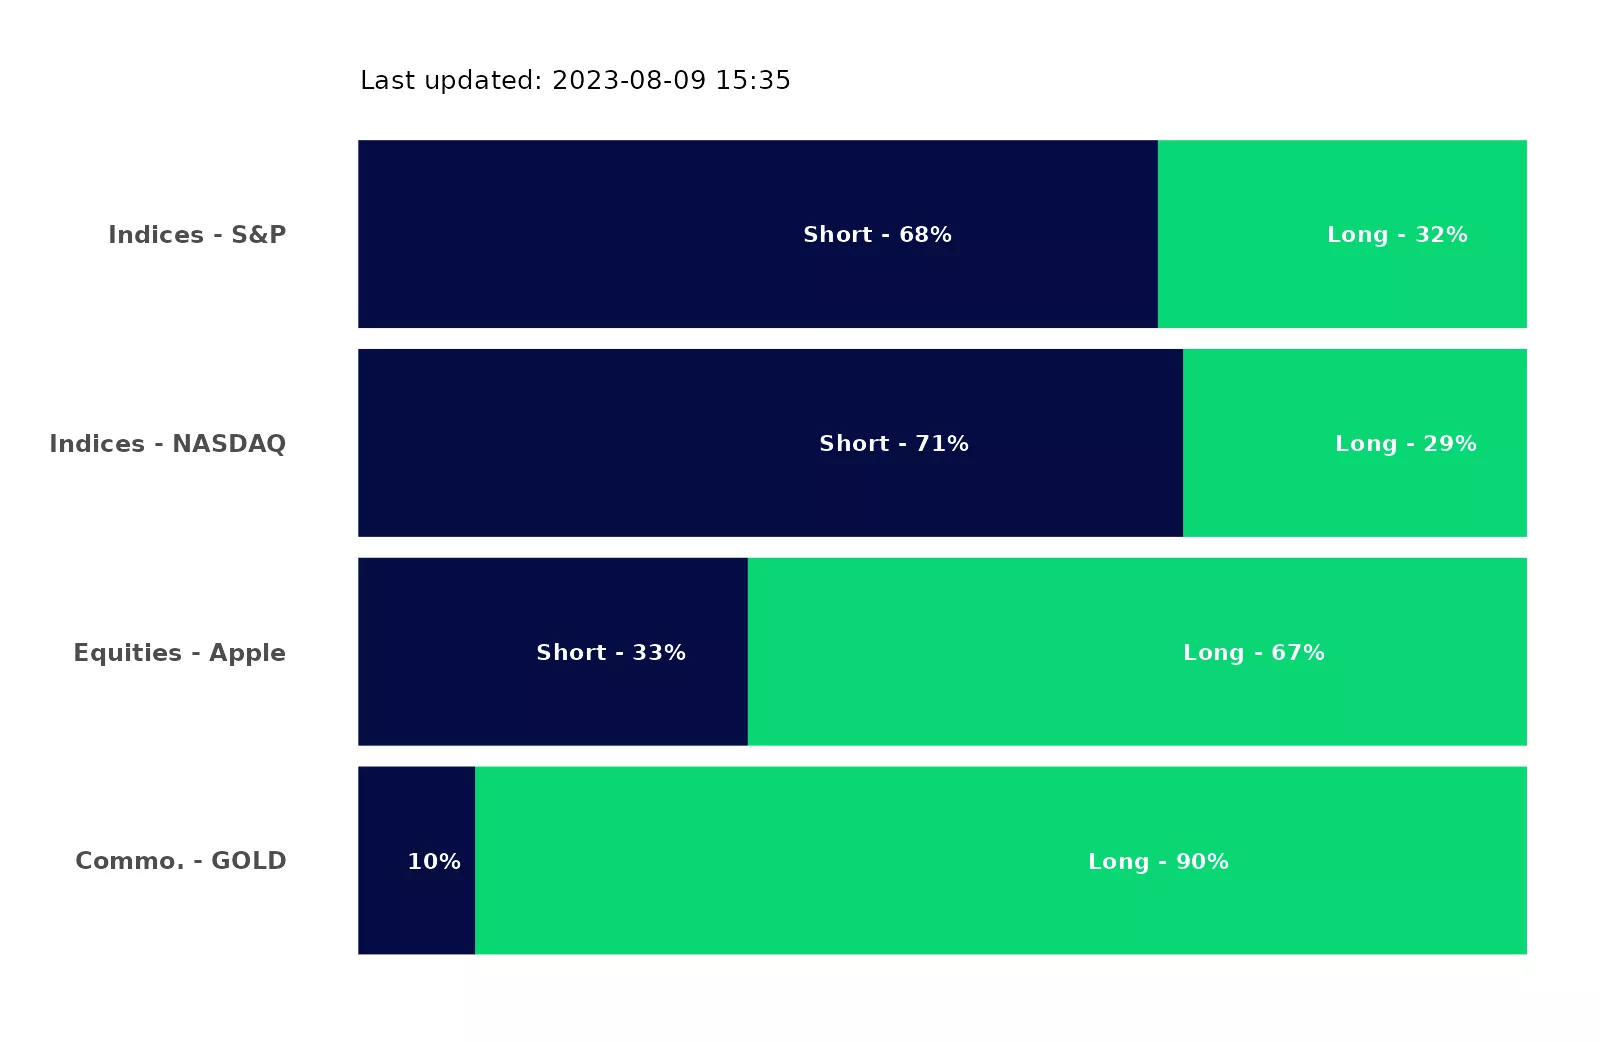 Last updated: 2023-08-09 15:35
Indices - S&P
Short - 68%
Long - 32%
Indices - NASDAQ
Short - 71%
Long - 29%
Equities - Apple
Short - 33%
Long - 67%
Commo. - GOLD
10%
Long - 90%